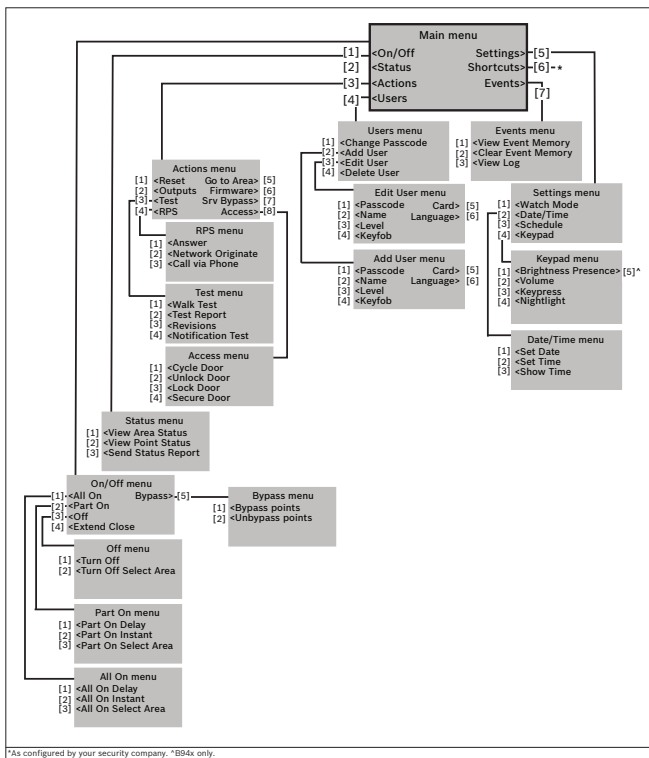 Main menu
[1] <On/Off Settings> [5]
[2] <Status Shortcuts> [6] *
[3] <Actions Events> [7]
[4] <Users
Users menu
[1] <Change Passcode
[2] <Add User
[3] <Edit User
[4] <Delete User
Events menu
[1] <View Event Memory
[2] <Clear Event Memory
[3] <View Log
Actions menu
[1] <Reset Go to Area> [5]
[2] <Outputs Firmware> [6]
[3] <Test Srv Bypass> [7]
[4] <RPS Access> [8]
Edit User menu
[1] <Passcode Card> [5]
[2] <Name Language> [6]
[3] <Level
[4] <Keyfob
Settings menu
[1] <Watch Mode
[2] <Date/Time
[3] <Schedule
[4] <Keypad
RPS menu
[1] <Answer
[2] <Network Originate
[3] <Call via Phone
Add User menu
[1] <Passcode Card> [5]
[2] <Name Language> [6]
[3] <Level
[4] <Keyfob
Keypad menu
[1] <Brightness Presence> [5]^
[2] <Volume
[3] <Keypress
[4] <Nightlight
Test menu
[1] <Walk Test
[2] <Test Report
[3] <Revisions
[4] <Notification Test
Date/Time menu
[1] <Set Date
[2] <Set Time
[3] <Show Time
Access menu
[1] <Cycle Door
[2] <Unlock Door
[3] <Lock Door
[4] <Secure Door
Status menu
[1] <View Area Status
[2] <View Point Status
[3] <Send Status Report
On/Off menu
[1] <All On Bypass> [5]
[2] <Part On
[3] <Off
[4] <Extend Close
Bypass menu
[1] <Bypass points
[2] <Unbypass points
Off menu
[1] <Turn Off
[2] <Turn Off Select Area
Part On menu
[1] <Part On Delay
[2] <Part On Instant
[3] <Part On Select Area
All On menu
[1] <All On Delay
[2] <All On Instant
[3] <All On Select Area
*As configured by your security company. ^B94x only.